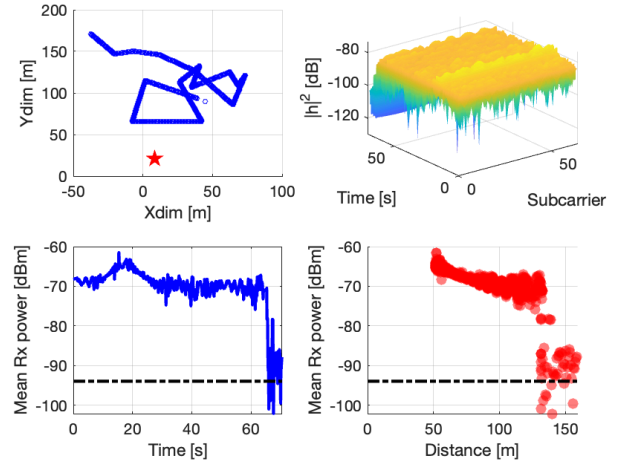 200
150
100
50
0
-50 0 50 100
Ydim [m]
Xdim [m]
-80
-100
-120
|h|² [dB]
50
0
Time [s]
0
50
Subcarrier
-60
-70
-80
-90
-100
0 20 40 60
Mean Rx power [dBm]
Time [s]
-60
-70
-80
-90
-100
0 50 100 150
Mean Rx power [dBm]
Distance [m]